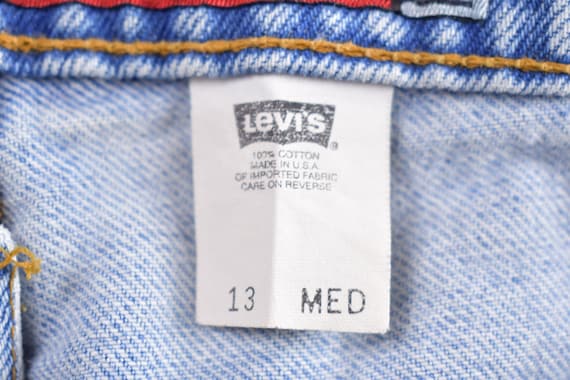 Levi's ®
100% COTTON
MADE IN U.S.A.
OF IMPORTED FABRIC
CARE ON REVERSE
13 MED